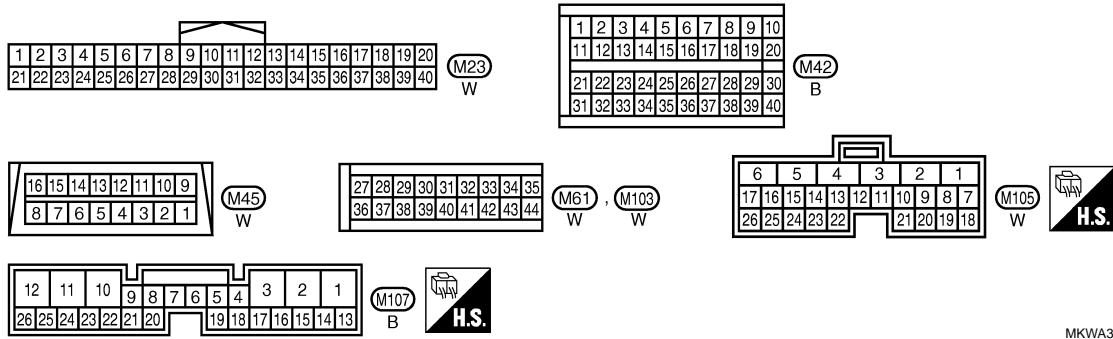 1 2 3 4 5 6 7 8 9 10 11 12 13 14 15 16 17 18 19 20
21 22 23 24 25 26 27 28 29 30 31 32 33 34 35 36 37 38 39 40
M23
W
1 2 3 4 5 6 7 8 9 10
11 12 13 14 15 16 17 18 19 20
21 22 23 24 25 26 27 28 29 30
31 32 33 34 35 36 37 38 39 40
M42
B
16 15 14 13 12 11 10 9
8 7 6 5 4 3 2 1
M45
W
27 28 29 30 31 32 33 34 35
36 37 38 39 40 41 42 43 44
M61 , M103
W W
6 5 4 3 2 1
17 16 15 14 13 12 11 10 9 8 7
26 25 24 23 22 21 20 19 18
M105
W
H.S.
12 11 10 9 8 7 6 5 4 3 2 1
26 25 24 23 22 21 20 19 18 17 16 15 14 13
M107
B
H.S.
MKWA3